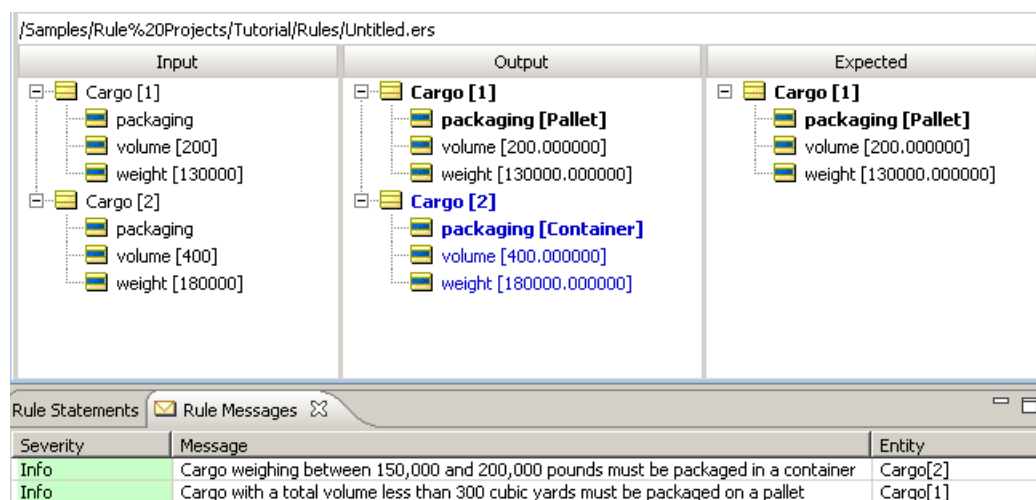 /Samples/Rule%20Projects/Tutorial/Rules/Untitled.ers
Input Output Expected
Cargo [1] Cargo [1] Cargo [1]
packaging packaging [Pallet] packaging [Pallet]
volume [200] volume [200.000000] volume [200.000000]
weight [130000] weight [130000.000000] weight [130000.000000]
Cargo [2] Cargo [2]
packaging packaging [Container]
volume [400] volume [400.000000]
weight [180000] weight [180000.000000]
Rule Statements Rule Messages
Severity Message Entity
Info Cargo weighing between 150,000 and 200,000 pounds must be packaged in a container Cargo[2]
Info Cargo with a total volume less than 300 cubic yards must be packaged on a pallet Cargo[1]